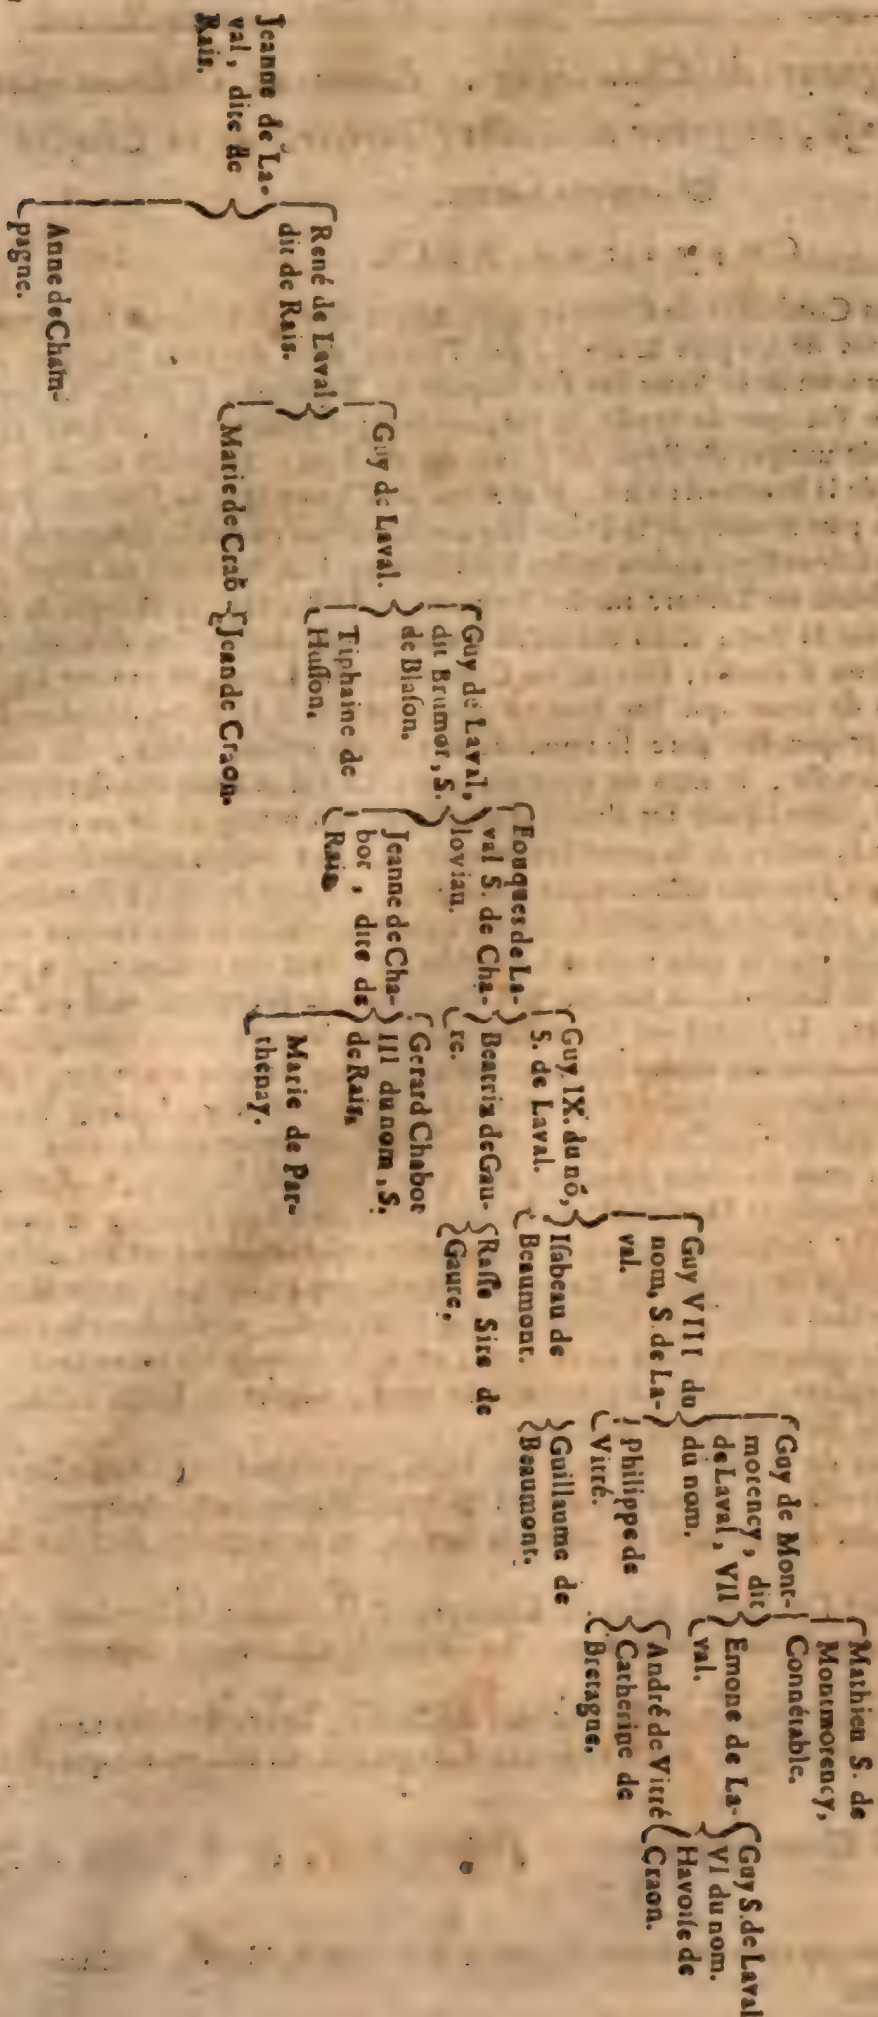 Jeanne de La-
val, dite de
Rais.
René de Laval
dit de Rais.
Anne de Cham-
pagne.
Guy de Laval.
Marie de Craō
Guy de Laval,
dit Brumor, S.
de Blaſon.
Tiphaine de
Huſſon.
Jean de Craon.
Fouques de La-
val S. de Cha-
loviau.
Jeanne de Cha-
bot, dite de
Rais
Guy IX. du nō,
S. de Laval.
Beatrix de Gau-
re.
Gerard Chabot
III du nom, S.
de Rais,
Marie de Par-
thenay.
Guy VIII du
nom, S. de La-
val.
Iſabeau de
Beaumont.
Raſſe Sire de
Gaure,
Guy de Mont-
morency, dit
de Laval, VII
du nom.
Philippe de
Vitré.
Guillaume de
Beaumont.
Mathieu S. de
Montmorency,
Connétable.
Emone de La-
val.
André de Vitré
Catherine de
Bretagne.
Guy S. de Laval
VI du nom.
Havoiſe de
Craon.